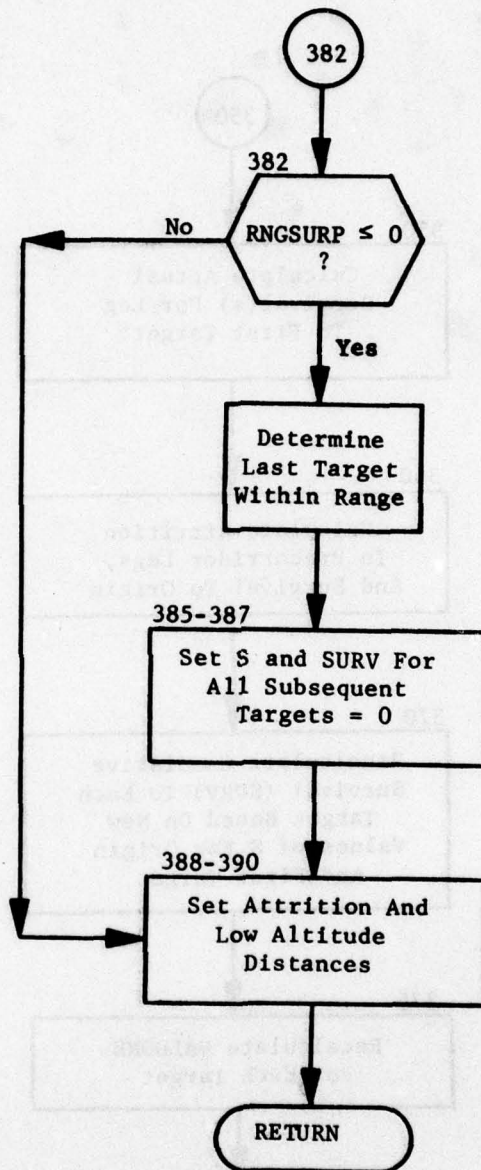 382
382
RNGSURP ≤ 0
?
No
Yes
Determine
Last Target
Within Range
385-387
Set S and SURV For
All Subsequent
Targets = 0
388-390
Set Attrition And
Low Altitude
Distances
RETURN